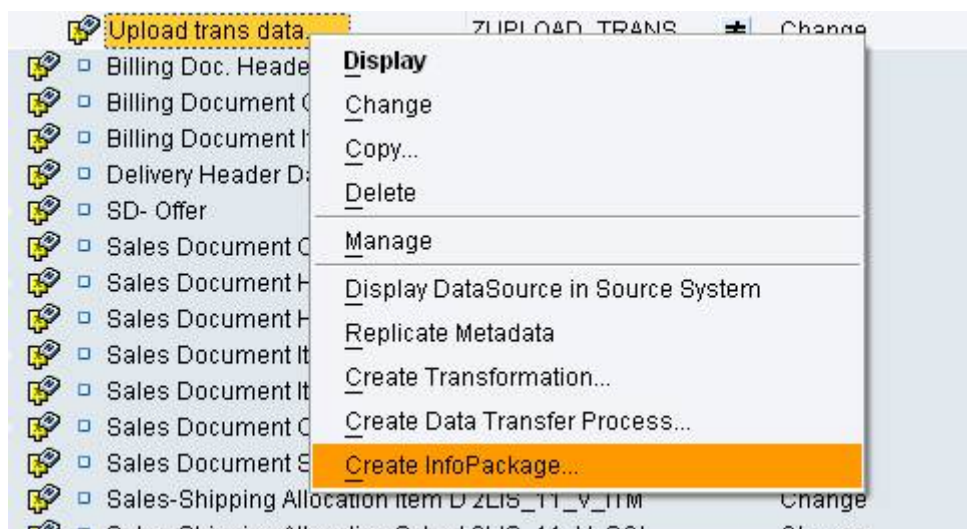 Upload trans data. ZUPLOAD_TRANS Change
Billing Doc. Heade
Display
Billing Document
Change
Billing Document
Copy...
Delivery Header
Delete
SD- Offer
Sales Document
Manage
Sales Document
Display DataSource in Source System
Sales Document
Replicate Metadata
Sales Document It
Create Transformation...
Sales Document It
Sales Document
Create Data Transfer Process...
Sales Document
Create InfoPackage...
Sales-Shipping Allocation Item D 2LIS_11_V_ITM Change